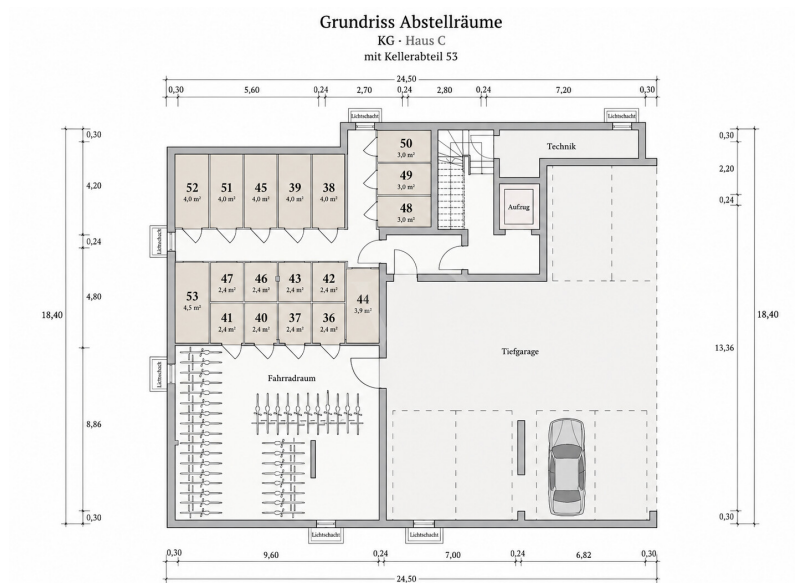 Grundriss Abstellräume
KG · Haus C
mit Kellerabteil 53
24,50
0,30 5,60 0,24 2,70 0,24 2,80 0,24 7,20 0,30
Lichtschacht Lichtschacht
0,30 0,30
50
3,0 m²
Technik
2,20
4,20
49
3,0 m²
52 51 45 39 38
4,0 m² 4,0 m² 4,0 m² 4,0 m² 4,0 m²
0,24
48
3,0 m²
Aufzug
Lichtschacht
0,24
47 46 43 42
2,4 m² 2,4 m² 2,4 m² 2,4 m²
53
4,5 m²
44
3,9 m²
4,80
18,40 18,40
41 40 37 36
2,4 m² 2,4 m² 2,4 m² 2,4 m²
13,36
Tiefgarage
Lichtschacht
Fahrradraum
8,86
0,30 0,30
Lichtschacht Lichtschacht
0,30 9,60 0,24 7,00 0,24 6,82 0,30
24,50